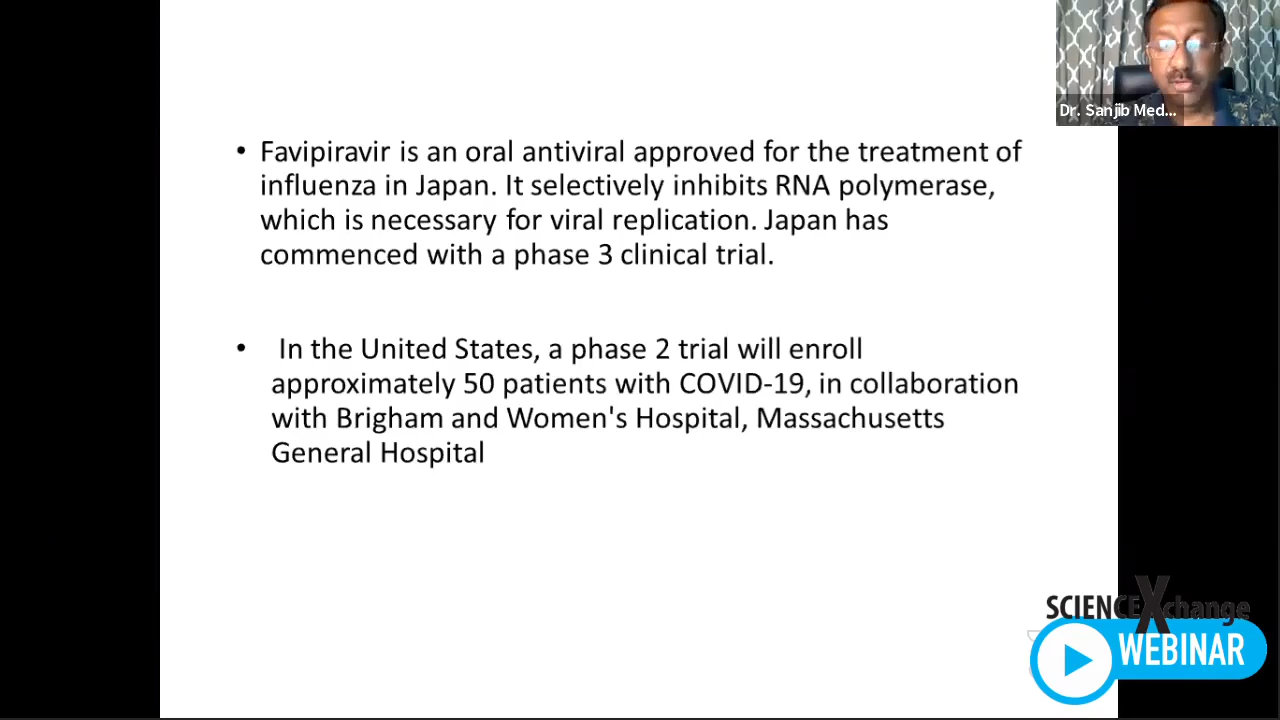 Dr. Sanjib Med...
• Favipiravir is an oral antiviral approved for the treatment of
influenza in Japan. It selectively inhibits RNA polymerase,
which is necessary for viral replication. Japan has
commenced with a phase 3 clinical trial.
• In the United States, a phase 2 trial will enroll
approximately 50 patients with COVID-19, in collaboration
with Brigham and Women's Hospital, Massachusetts
General Hospital
SCIENCEXchange
WEBINAR